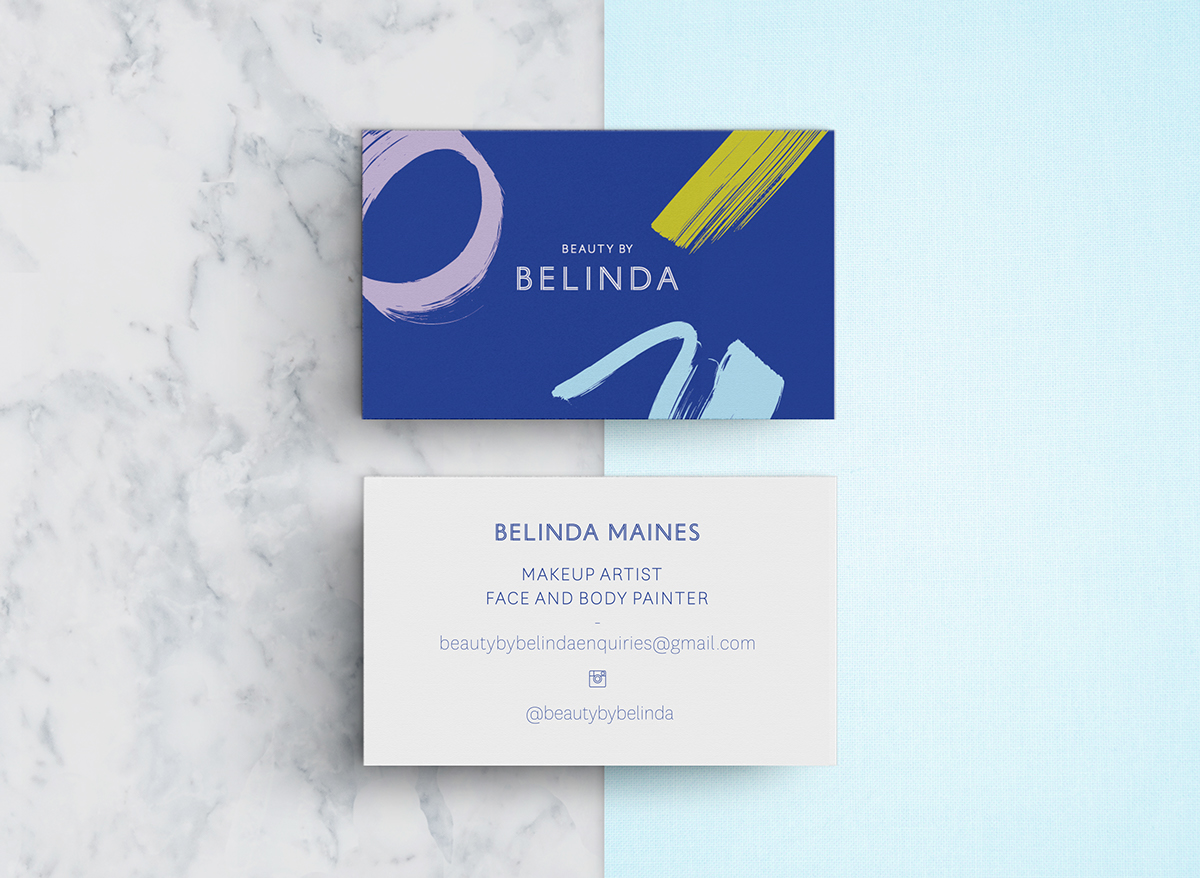 BEAUTY BY
BELINDA
BELINDA MAINES
MAKEUP ARTIST
FACE AND BODY PAINTER
-
beautybybelindaenquiries@gmail.com
@beautybybelinda